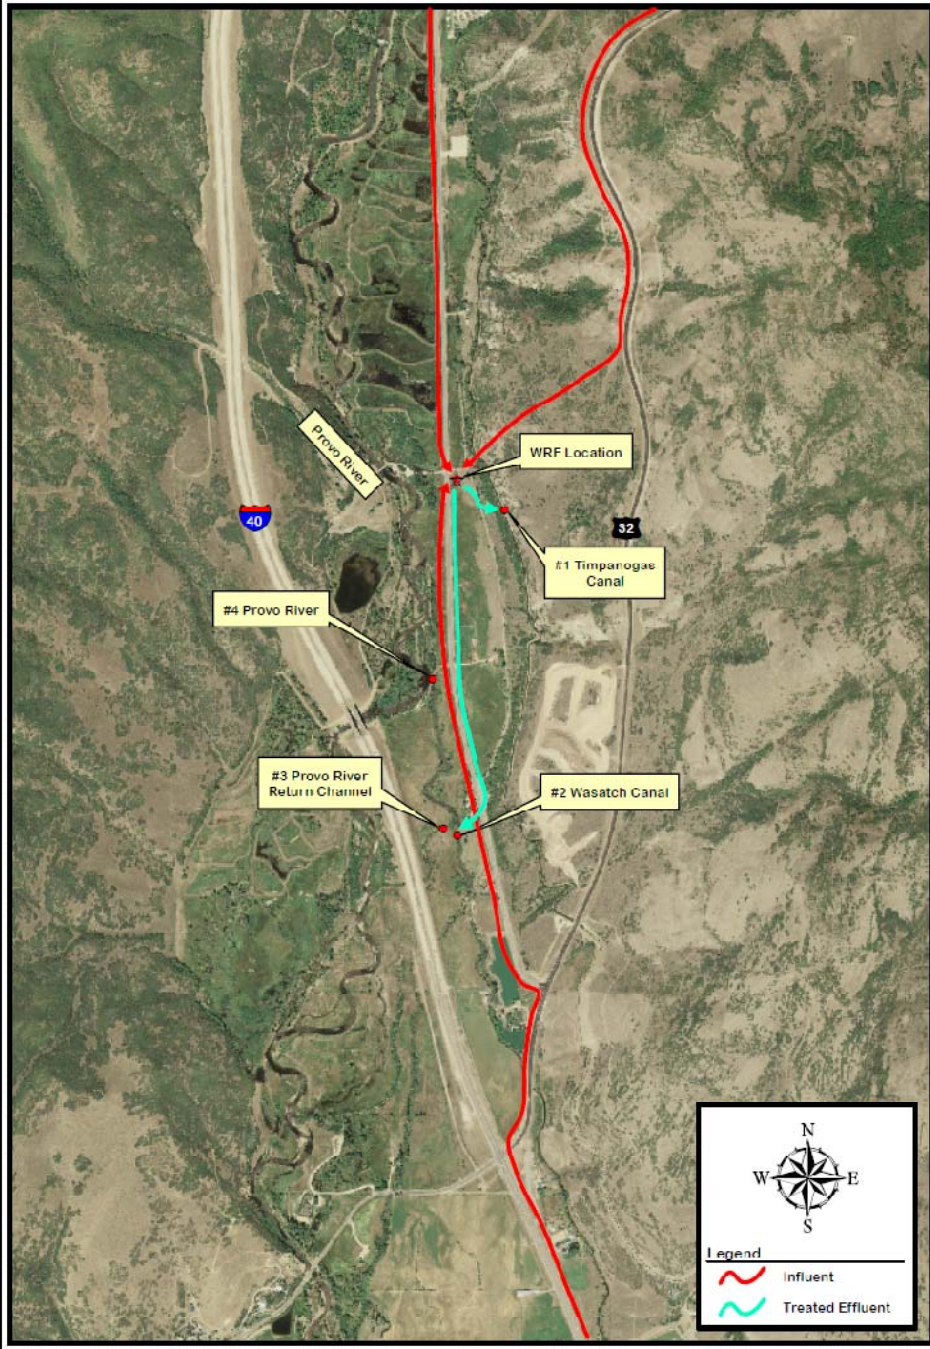 Provo River
WRF Location
40
32
#1 Timpanogas
Canal
#4 Provo River
#3 Provo River
Return Channel
#2 Wasatch Canal
N
W
E
S
Legend
Influent
Treated Effluent